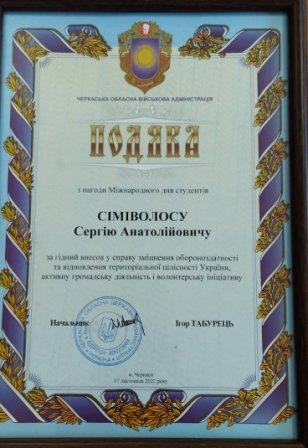 ЧЕРКАСЬКА ОБЛАСНА ВІЙСЬКОВА АДМІНІСТРАЦІЯ
ПОДЯКА
з нагоди Міжнародного дня студентів
СІМІВОЛОСУ
Сергію Анатолійовичу
за гідний внесок у справу зміцнення обороноздатності
та відновлення територіальної цілісності України,
активну громадську діяльність і волонтерську ініціативу
Начальник
Ігор ТАБУРЕЦЬ
м. Черкаси
17 листопада 2022 року